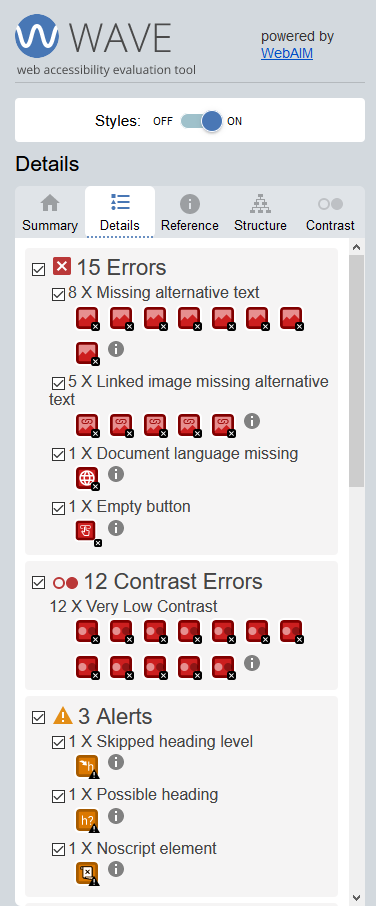 WAVE
web accessibility evaluation tool
powered by
WebAIM
Styles: OFF ON
Details
Summary Details Reference Structure Contrast
15 Errors
8 X Missing alternative text
5 X Linked image missing alternative
text
1 X Document language missing
1 X Empty button
12 Contrast Errors
12 X Very Low Contrast
3 Alerts
1 X Skipped heading level
h
1 X Possible heading
h?
1 X Noscript element